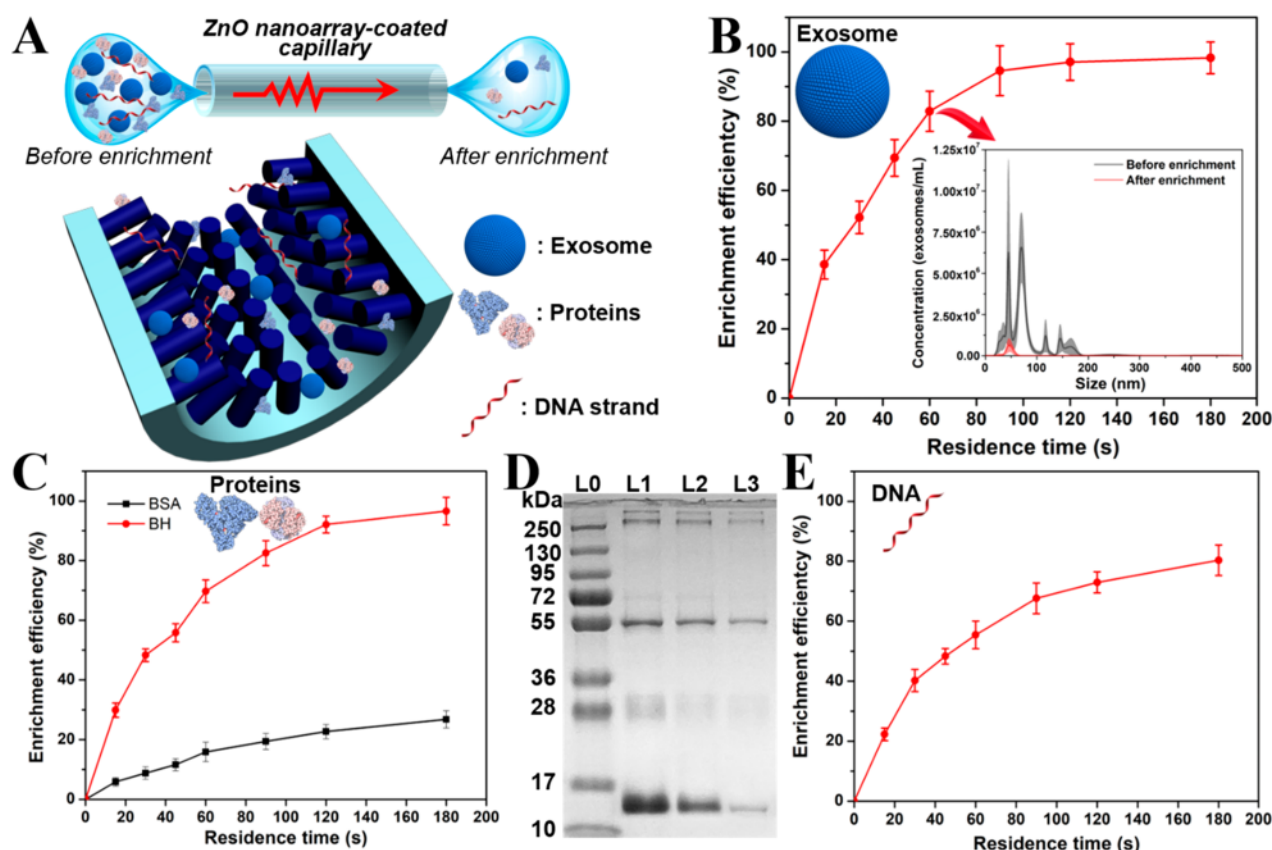 A
ZnO nanoarray-coated
capillary
Before enrichment
After enrichment
: Exosome
: Proteins
: DNA strand
B
Exosome
Enrichment efficientcy (%)
100
80
60
40
20
0
0 20 40 60 80 100 120 140 160 180 200
Residence time (s)
Concentration (exosomes/mL)
1.25x10⁷
1.00x10⁷
7.50x10⁶
5.00x10⁶
2.50x10⁶
0.00
Before enrichment
After enrichment
0 100 200 300 400 500
Size (nm)
C
Proteins
BSA
BH
Enrichment efficiency (%)
100
80
60
40
20
0
0 20 40 60 80 100 120 140 160 180 200
Residence time (s)
D
L0 L1 L2 L3
kDa
250
130
95
72
55
36
28
17
10
E
DNA
Enrichment efficientcy (%)
100
80
60
40
20
0
0 20 40 60 80 100 120 140 160 180 200
Residence time (s)